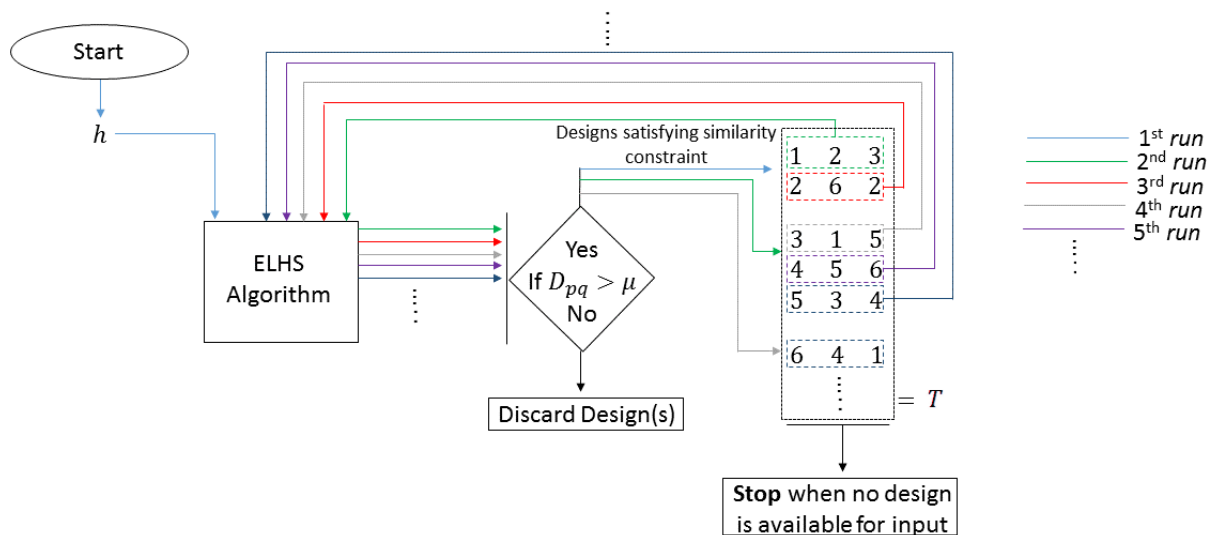 Start
h
ELHS
Algorithm
Designs satisfying similarity
constraint
Yes
If D_{pq} > μ
No
Discard Design(s)
1 2 3
2 6 2
3 1 5
4 5 6
5 3 4
6 4 1
= T
Stop when no design
is available for input
1st run
2nd run
3rd run
4th run
5th run